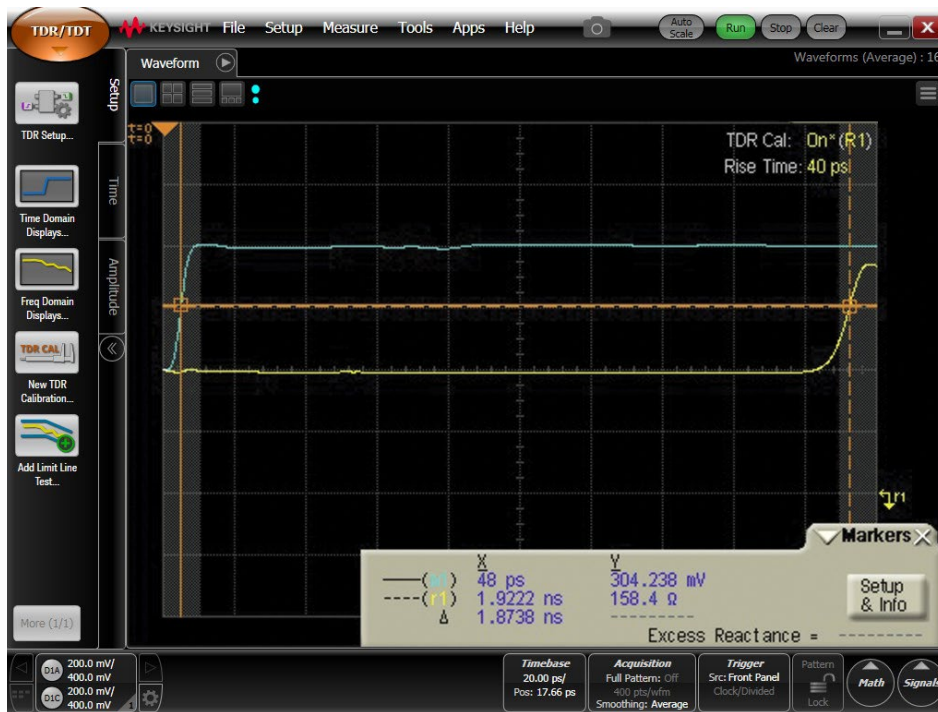 TDR/TDT
KEYSIGHT File Setup Measure Tools Apps Help
Auto Scale
Run
Stop
Clear
Waveform
Waveforms (Average) : 16
Setup
Time
Amplitude
TDR Setup...
Time Domain
Displays...
Freq Domain
Displays...
TDR CAL
New TDR
Calibration...
Add Limit Line
Test...
More (1/1)
t=0
t=0
TDR Cal: On*(R1)
Rise Time: 40 ps
r1
Markers
X Y
48 ps 304.238 mV
(r1) 1.9222 ns 158.4 Ω
Δ 1.8738 ns ---------
Excess Reactance = ---------
Setup
& Info
D1A 200.0 mV/
400.0 mV
D1C 200.0 mV/
400.0 mV
1
Timebase
20.00 ps/
Pos: 17.66 ps
Acquisition
Full Pattern: Off
400 pts/wfm
Smoothing: Average
Trigger
Src: Front Panel
Clock/Divided
Pattern
Lock
Math
Signals